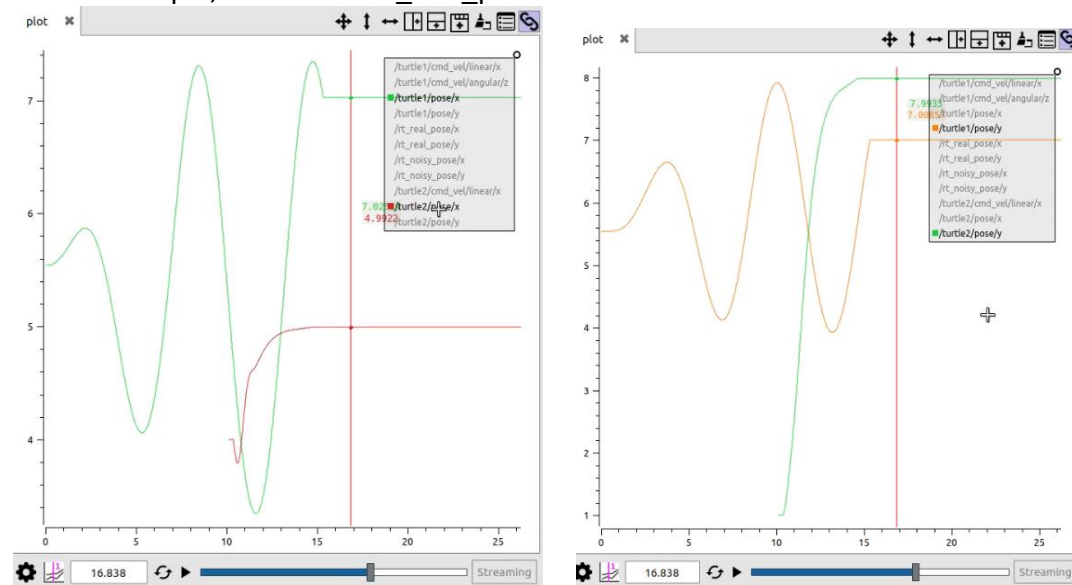 plot
/turtle1/cmd_vel/linear/x
/turtle1/cmd_vel/angular/z
/turtle1/pose/x
/turtle1/pose/y
/rt_real_pose/x
/rt_real_pose/y
/rt_noisy_pose/x
/rt_noisy_pose/y
/turtle2/cmd_vel/linear/x
/turtle2/pose/x
/turtle2/pose/y
4.9922
7
6
5
4
0 5 10 15 20 25
16.838
Streaming
plot
/turtle1/cmd_vel/linear/x
/turtle1/cmd_vel/angular/z
/turtle1/pose/x
/turtle1/pose/y
/rt_real_pose/x
/rt_real_pose/y
/rt_noisy_pose/x
/rt_noisy_pose/y
/turtle2/cmd_vel/linear/x
/turtle2/pose/x
/turtle2/pose/y
7.9933
8
7
6
5
4
3
2
1
0 5 10 15 20 25
16.838
Streaming